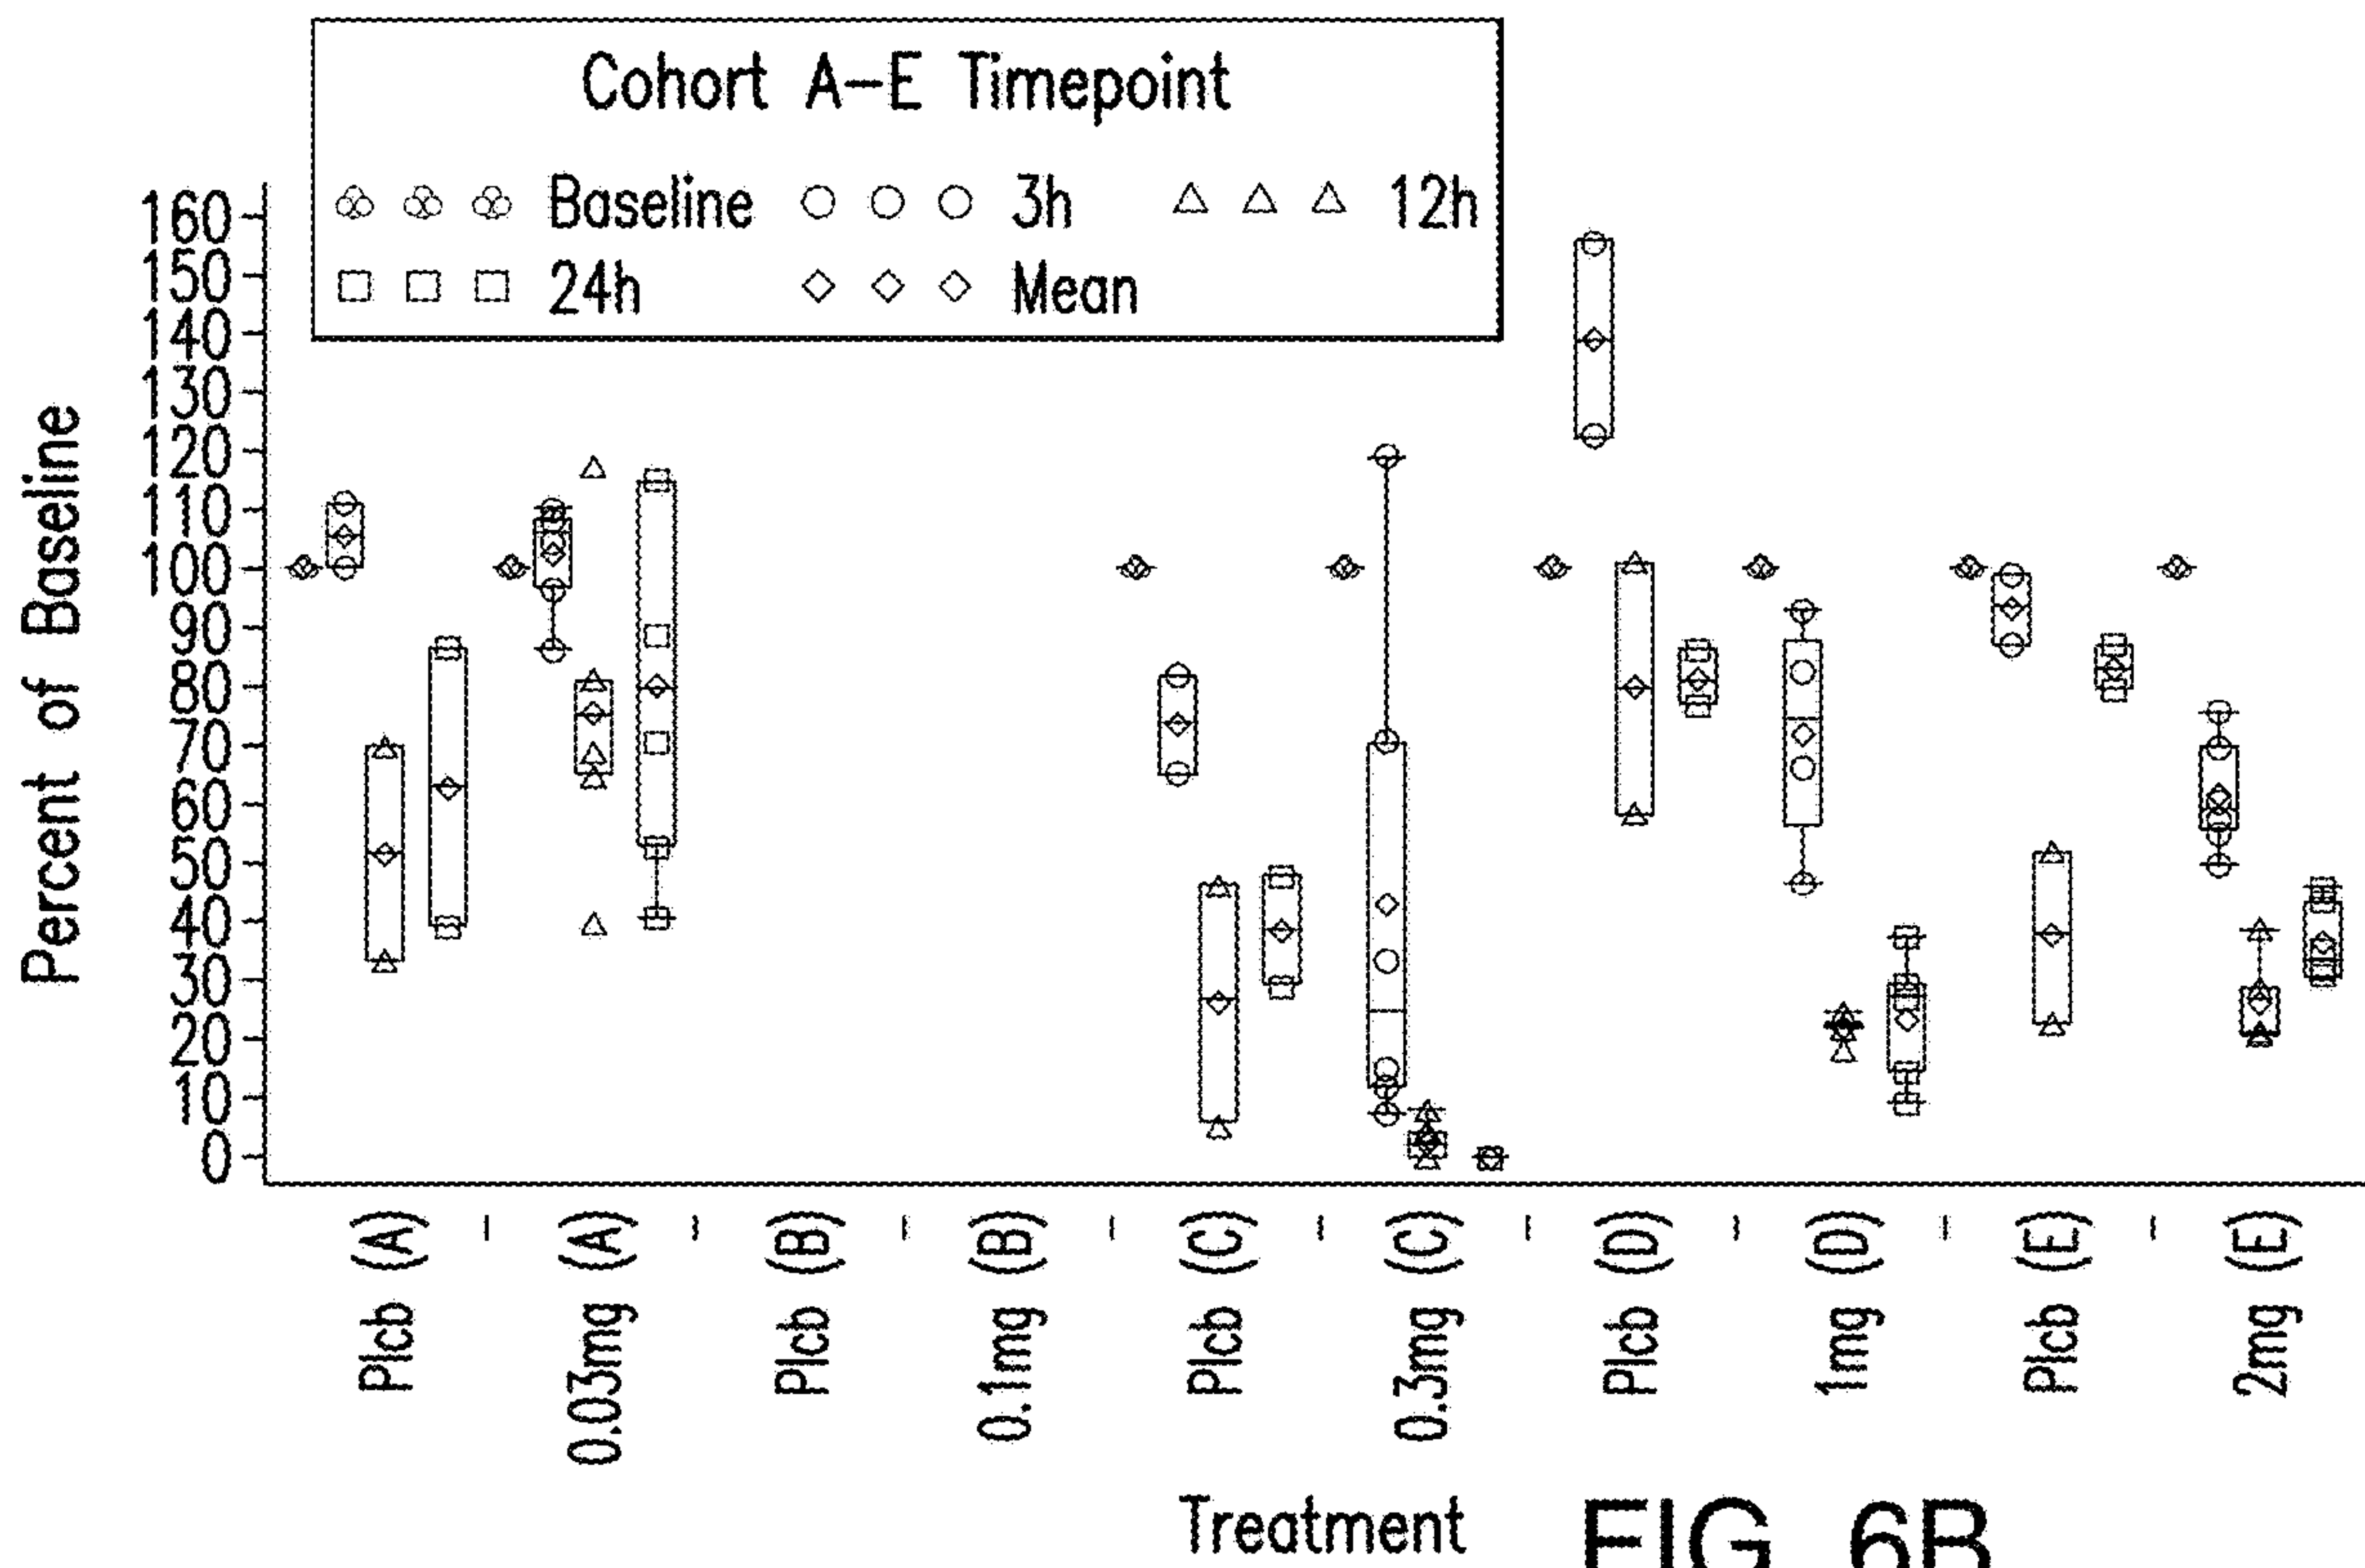 Cohort A-E Timepoint
Baseline 3h 12h
24h Mean
Percent of Baseline
160
150
140
130
120
110
100
90
80
70
60
50
40
30
20
10
0
Plcb (A)
0.03mg (A)
Plcb (B)
0.1mg (B)
Plcb (C)
0.3mg (C)
Plcb (D)
1mg (D)
Plcb (E)
2mg (E)
Treatment
FIG. 6B